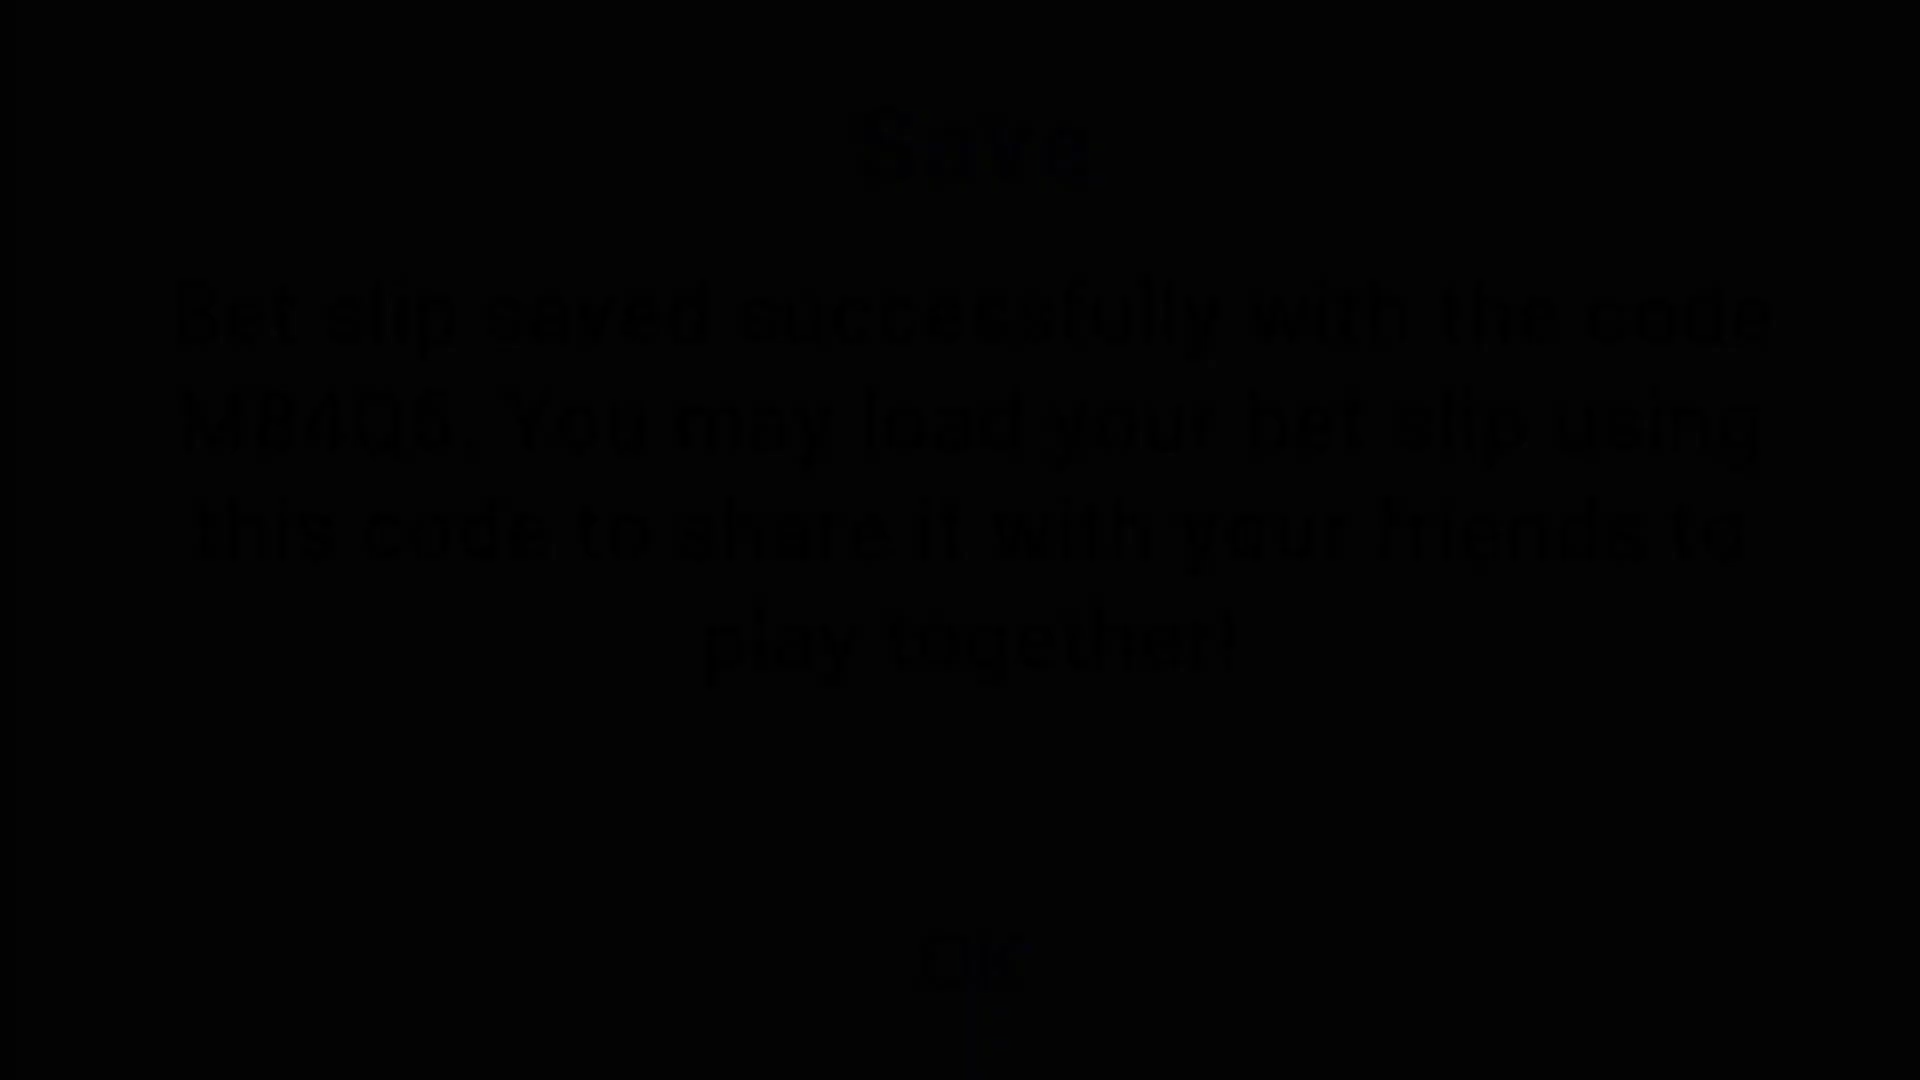 Save
Bet slip saved successfully with the code
M84Q6. You may load your bet slip using
this code to share it with your friends to
play together!
OK